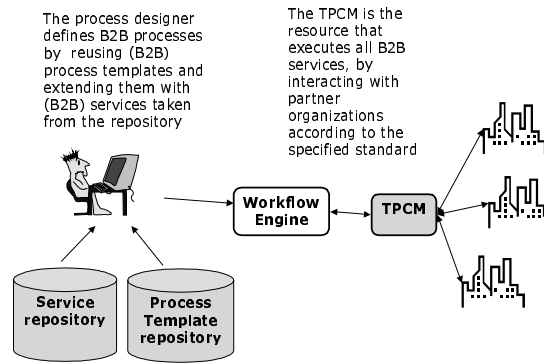 The process designer
defines B2B processes
by reusing (B2B)
process templates and
extending them with
(B2B) services taken
from the repository
The TPCM is the
resource that
executes all B2B
services, by
interacting with
partner
organizations
according to the
specified standard
Workflow
Engine
TPCM
Service
repository
Process
Template
repository